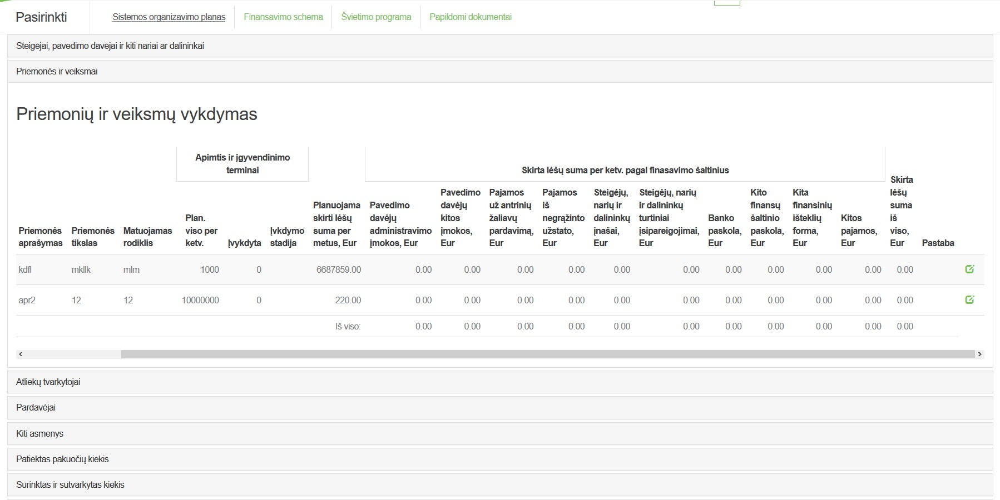 Pasirinkti
Sistemos organizavimo planas
Finansavimo schema
Švietimo programa
Papildomi dokumentai
Steigėjai, pavedimo davėjai ir kiti nariai ar dalininkai
Priemonės ir veiksmai
Priemonių ir veiksmų vykdymas
Apimtis ir įgyvendinimo
terminai
Skirta lėšų suma per ketv. pagal finasavimo šaltinius
Priemonės
aprašymas
Priemonės
tikslas
Matuojamas
rodiklis
Plan.
viso per
ketv.
Įvykdyta
Įvkdymo
stadija
Planuojama
skirti lėšų
suma per
metus, Eur
Pavedimo
davėjų
administravimo
įmokos, Eur
Pavedimo
davėjų
kitos
įmokos,
Eur
Pajamos
už antrinių
žaliavų
pardavimą,
Eur
Pajamos
iš
negrąžinto
užstato,
Eur
Steigėjų,
narių ir
dalininkų
įnašai,
Eur
Steigėjų, narių
ir dalininkų
turtiniai
įsipareigojimai,
Eur
Banko
paskola,
Eur
Kito
finansų
šaltinio
paskola,
Eur
Kita
finansinių
išteklių
forma,
Eur
Kitos
pajamos,
Eur
Skirta
lėšų
suma
iš
viso,
Eur
Pastaba
kdfl mkllk mlm 1000 0 6687859.00 0.00 0.00 0.00 0.00 0.00 0.00 0.00 0.00 0.00 0.00 0.00
apr2 12 12 10000000 0 220.00 0.00 0.00 0.00 0.00 0.00 0.00 0.00 0.00 0.00 0.00 0.00
Iš viso: 0.00 0.00 0.00 0.00 0.00 0.00 0.00 0.00 0.00 0.00 0.00
Atliekų tvarkytojai
Pardavėjai
Kiti asmenys
Patiektas pakuočių kiekis
Surinktas ir sutvarkytas kiekis